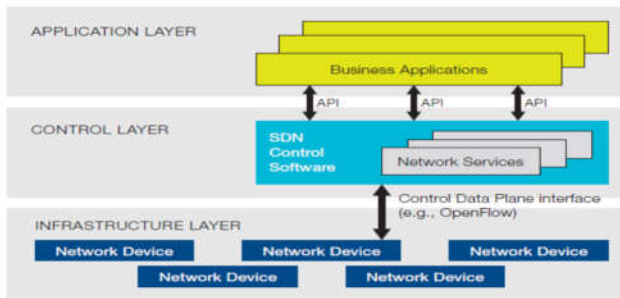 APPLICATION LAYER
Business Applications
API
API
API
CONTROL LAYER
SDN
Control
Software
Network Services
Control Data Plane interface
(e.g., OpenFlow)
INFRASTRUCTURE LAYER
Network Device
Network Device
Network Device
Network Device
Network Device